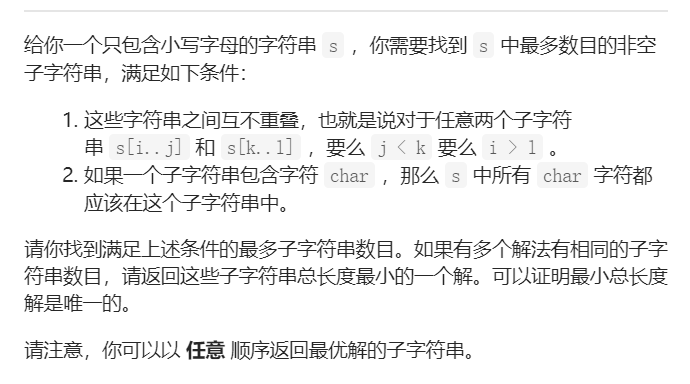 给你一个只包含小写字母的字符串 s ，你需要找到 s 中最多数目的非空
子字符串，满足如下条件：
1. 这些字符串之间互不重叠，也就是说对于任意两个子字符
串 s[i..j] 和 s[k..l] ，要么 j < k 要么 i > l 。
2. 如果一个子字符串包含字符 char ，那么 s 中所有 char 字符都
应该在这个子字符串中。
请你找到满足上述条件的最多子字符串数目。如果有多个解法有相同的子字
符串数目，请返回这些子字符串总长度最小的一个解。可以证明最小总长度
解是唯一的。
请注意，你可以以 任意 顺序返回最优解的子字符串。